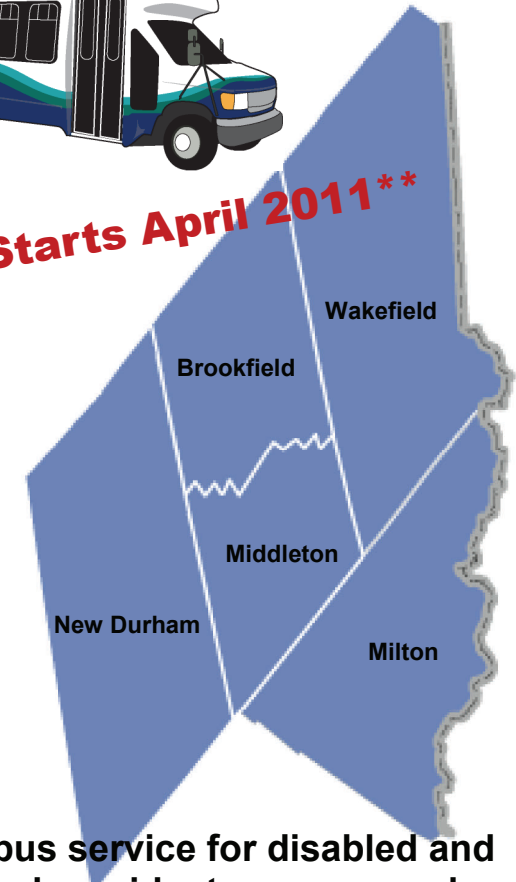 Starts April 2011**
Wakefield
Brookfield
Middleton
New Durham
Milton
bus service for disabled and